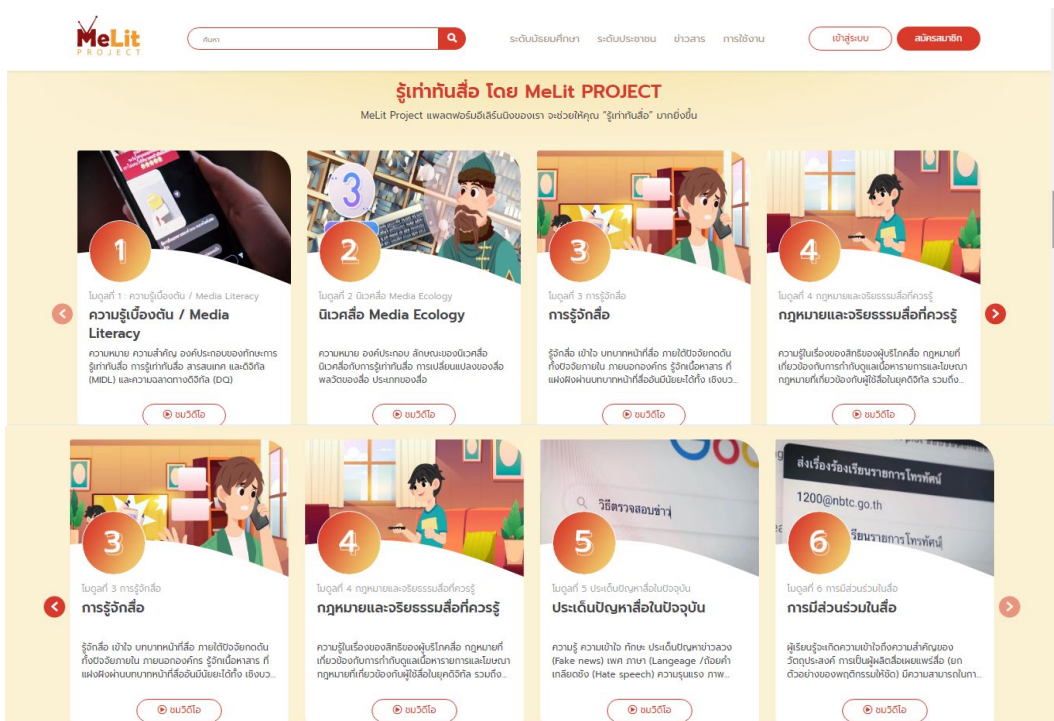 MeLit
PROJECT
ค้นหา
ระดับมัธยมศึกษา ระดับประชาชน ข่าวสาร การใช้งาน
เข้าสู่ระบบ
สมัครสมาชิก
รู้เท่าทันสื่อ โดย MeLit PROJECT
MeLit Project แพลตฟอร์มอีเลิร์นนิงของเรา จะช่วยให้คุณ "รู้เท่าทันสื่อ" มากยิ่งขึ้น
1
โมดูลที่ 1 : ความรู้เบื้องต้น / Media Literacy
ความรู้เบื้องต้น / Media
Literacy
ความหมาย ความสำคัญ องค์ประกอบของทักษะการ
รู้เท่าทันสื่อ การรู้เท่าทันสื่อ สารสนเทศ และดิจิทัล
(MIDL) และความฉลาดทางดิจิทัล (DQ)
ชมวิดีโอ
3
2
โมดูลที่ 2 นิเวศสื่อ Media Ecology
นิเวศสื่อ Media Ecology
ความหมาย องค์ประกอบ ลักษณะของนิเวศสื่อ
นิเวศสื่อกับการรู้เท่าทันสื่อ การเปลี่ยนแปลงของสื่อ
พลวัตของสื่อ ประเภทของสื่อ
ชมวิดีโอ
3
โมดูลที่ 3 การรู้จักสื่อ
การรู้จักสื่อ
รู้จักสื่อ เข้าใจ บทบาทหน้าที่สื่อ ภายใต้ปัจจัยกดดัน
ทั้งปัจจัยภายใน ภายนอกองค์กร รู้จักเนื้อหาสาร ที่
แฝงฝังผ่านบทบาทหน้าที่สื่ออันมีนัยยะได้ทั้ง เชิงบว...
ชมวิดีโอ
4
โมดูลที่ 4 กฎหมายและจริยธรรมสื่อที่ควรรู้
กฎหมายและจริยธรรมสื่อที่ควรรู้
ความรู้ในเรื่องของสิทธิของผู้บริโภคสื่อ กฎหมายที่
เกี่ยวข้องกับการกำกับดูแลเนื้อหารายการและโฆษณา
กฎหมายที่เกี่ยวข้องกับผู้ใช้สื่อในยุคดิจิทัล รวมถึง...
ชมวิดีโอ
3
โมดูลที่ 3 การรู้จักสื่อ
การรู้จักสื่อ
รู้จักสื่อ เข้าใจ บทบาทหน้าที่สื่อ ภายใต้ปัจจัยกดดัน
ทั้งปัจจัยภายใน ภายนอกองค์กร รู้จักเนื้อหาสาร ที่
แฝงฝังผ่านบทบาทหน้าที่สื่ออันมีนัยยะได้ทั้ง เชิงบว...
ชมวิดีโอ
4
โมดูลที่ 4 กฎหมายและจริยธรรมสื่อที่ควรรู้
กฎหมายและจริยธรรมสื่อที่ควรรู้
ความรู้ในเรื่องของสิทธิของผู้บริโภคสื่อ กฎหมายที่
เกี่ยวข้องกับการกำกับดูแลเนื้อหารายการและโฆษณา
กฎหมายที่เกี่ยวข้องกับผู้ใช้สื่อในยุคดิจิทัล รวมถึง...
ชมวิดีโอ
วิธีตรวจสอบข่าว
5
โมดูลที่ 5 ประเด็นปัญหาสื่อในปัจจุบัน
ประเด็นปัญหาสื่อในปัจจุบัน
ความรู้ ความเข้าใจ ทักษะ ประเด็นปัญหาข่าวลวง
(Fake news) เพศ ภาษา (Langeage /ถ้อยคำ
เกลียดชัง (Hate speech) ความรุนแรง ภาพ...
ชมวิดีโอ
ส่งเรื่องร้องเรียนรายการโทรทัศน์
1200@nbtc.go.th
เรียนรายการโทรทัศน์
6
โมดูลที่ 6 การมีส่วนร่วมในสื่อ
การมีส่วนร่วมในสื่อ
ผู้เรียนรู้จะเกิดความเข้าใจถึงความสำคัญของ
วัตถุประสงค์ การเป็นผู้ผลิตสื่อเผยแพร่สื่อ (ยก
ตัวอย่างของพฤติกรรมให้ชัด) มีความสามารถในกา...
ชมวิดีโอ